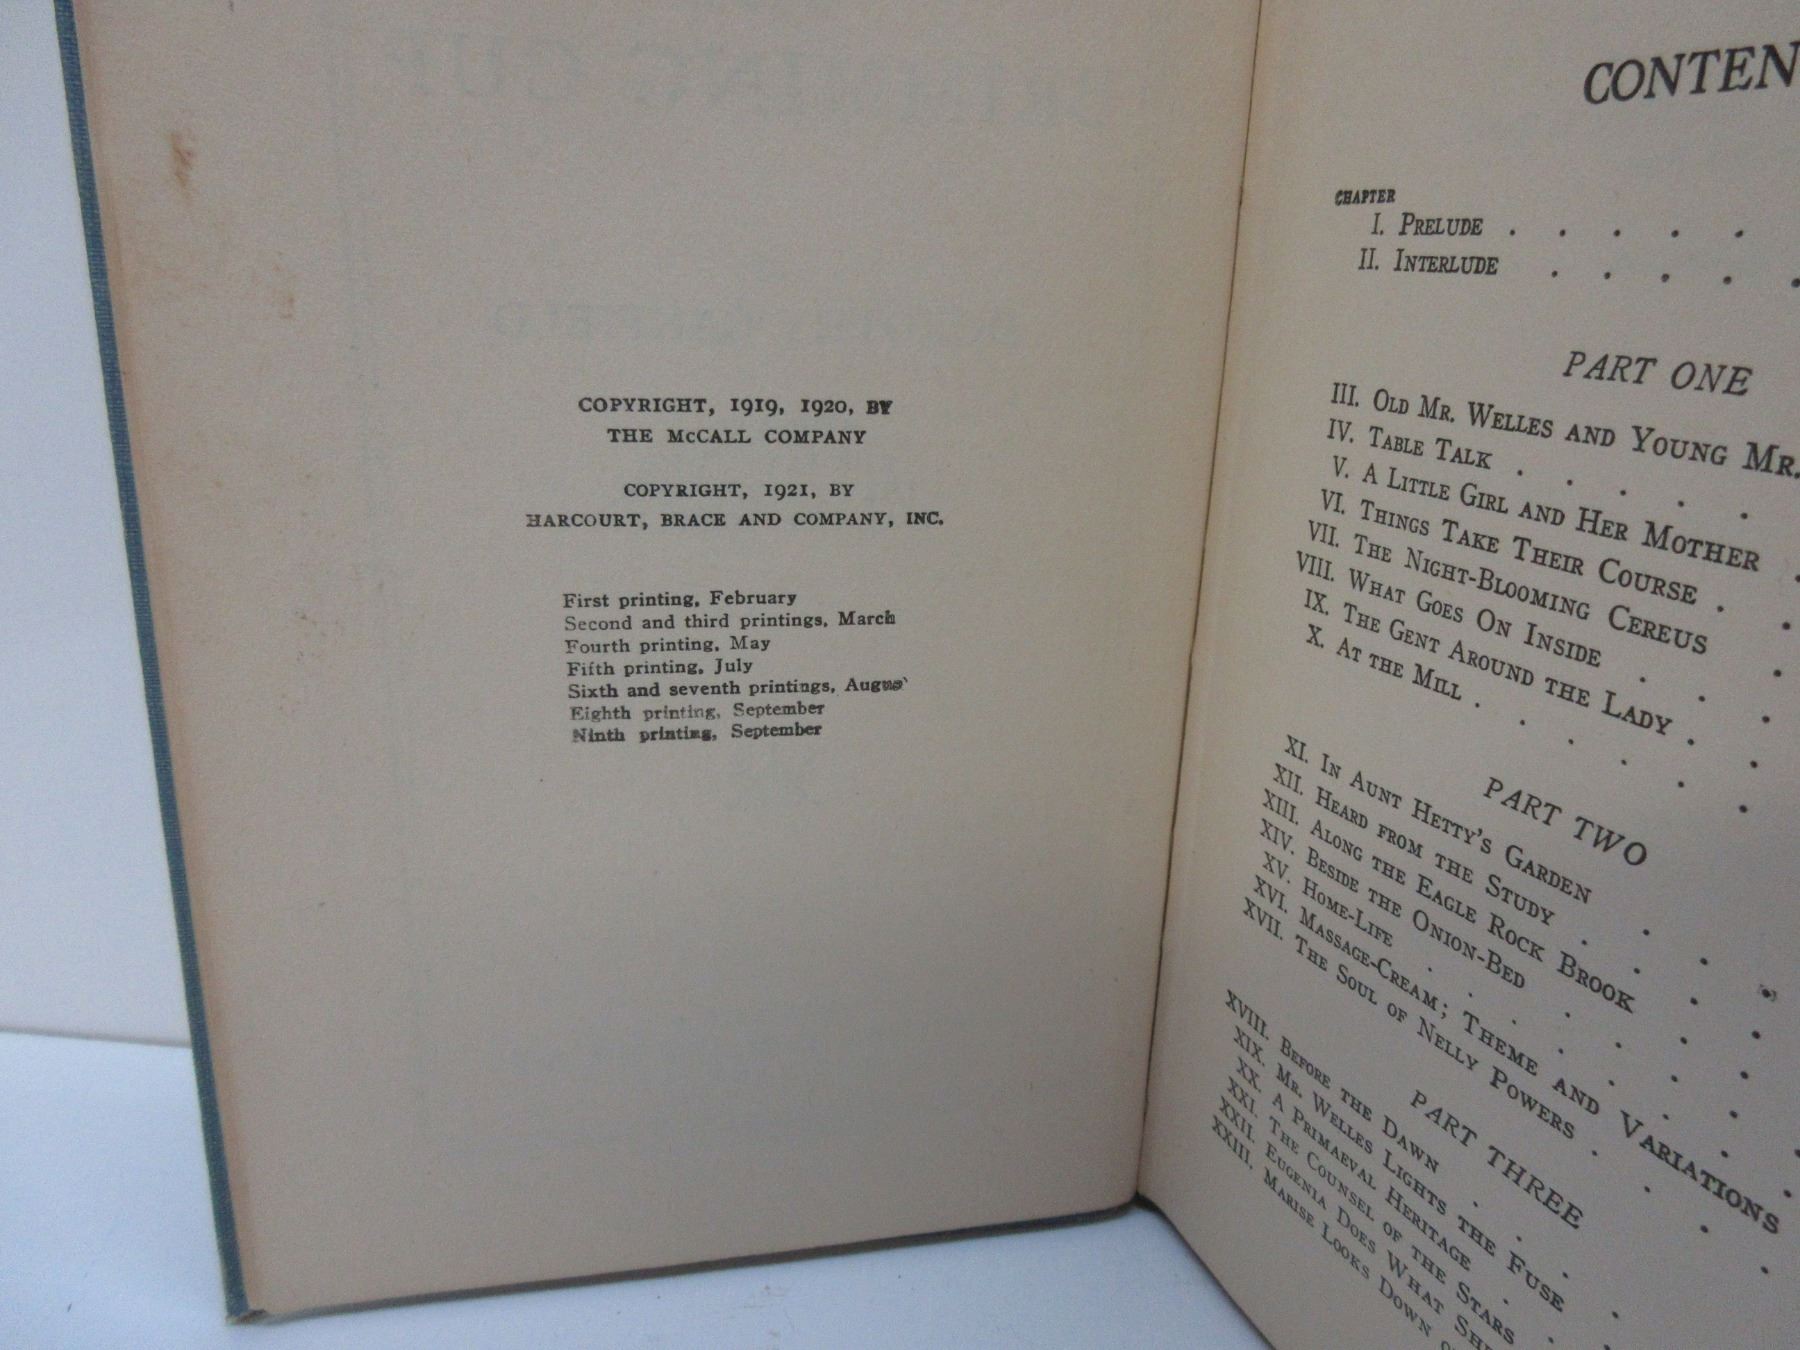 COPYRIGHT, 1919, 1920, BY
THE McCALL COMPANY
COPYRIGHT, 1921, BY
HARCOURT, BRACE AND COMPANY, INC.
First printing, February
Second and third printings, March
Fourth printing, May
Fifth printing, July
Sixth and seventh printings, Augus
Eighth printing, September
Ninth printing, September
CONTEN
CHAPTER
I. PRELUDE . . . . .
II. INTERLUDE . . . . .
PART ONE
III. OLD MR. WELLES AND YOUNG MR.
IV. TABLE TALK . . . . .
V. A LITTLE GIRL AND HER MOTHER .
VI. THINGS TAKE THEIR COURSE . .
VII. THE NIGHT-BLOOMING CEREUS .
VIII. WHAT GOES ON INSIDE . . .
IX. THE GENT AROUND THE LADY . .
X. AT THE MILL . . . . . .
PART TWO
XI. IN AUNT HETTY'S GARDEN . . .
XII. HEARD FROM THE STUDY . . . .
XIII. ALONG THE EAGLE ROCK BROOK . .
XIV. BESIDE THE ONION-BED . . . .
XV. HOME-LIFE . . . . . .
XVI. MASSAGE-CREAM; THEME AND VARIATIONS
XVII. THE SOUL OF NELLY POWERS . . .
PART THREE
XVIII. BEFORE THE DAWN . . .
XIX. MR. WELLES LIGHTS THE FUSE .
XX. A PRIMAEVAL HERITAGE . .
XXI. THE COUNSEL OF THE STARS .
XXII. EUGENIA DOES WHAT SH
XXIII. MARISE LOOKS DOWN